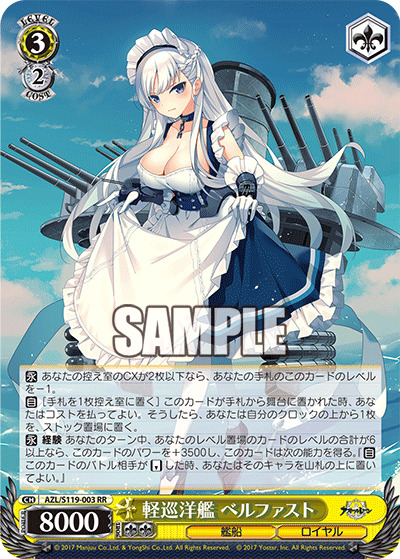 LEVEL
3
2
COST
SAMPLE
永 あなたの控え室のCXが2枚以下なら、あなたの手札のこのカードのレベル
を－1。
自 [手札を1枚控え室に置く] このカードが手札から舞台に置かれた時、あな
たはコストを払ってよい。そうしたら、あなたは自分のクロックの上から1枚
を、ストック置場に置く。
永 経験 あなたのターン中、あなたのレベル置場のカードのレベルの合計が6
以上なら、このカードのパワーを＋3500し、このカードは次の能力を得る。『自
このカードのバトル相手が した時、あなたはそのキャラを山札の上に置い
てよい。』
CH AZL/S119-003 RR
軽巡洋艦 ベルファスト
8000
艦船
ロイヤル
アズールレーン
© 2017 Manjuu Co.,Ltd. & YongShi Co.,Ltd. All Rights Reserved. © 2017 Yostar, Inc. All Rights Reserved.